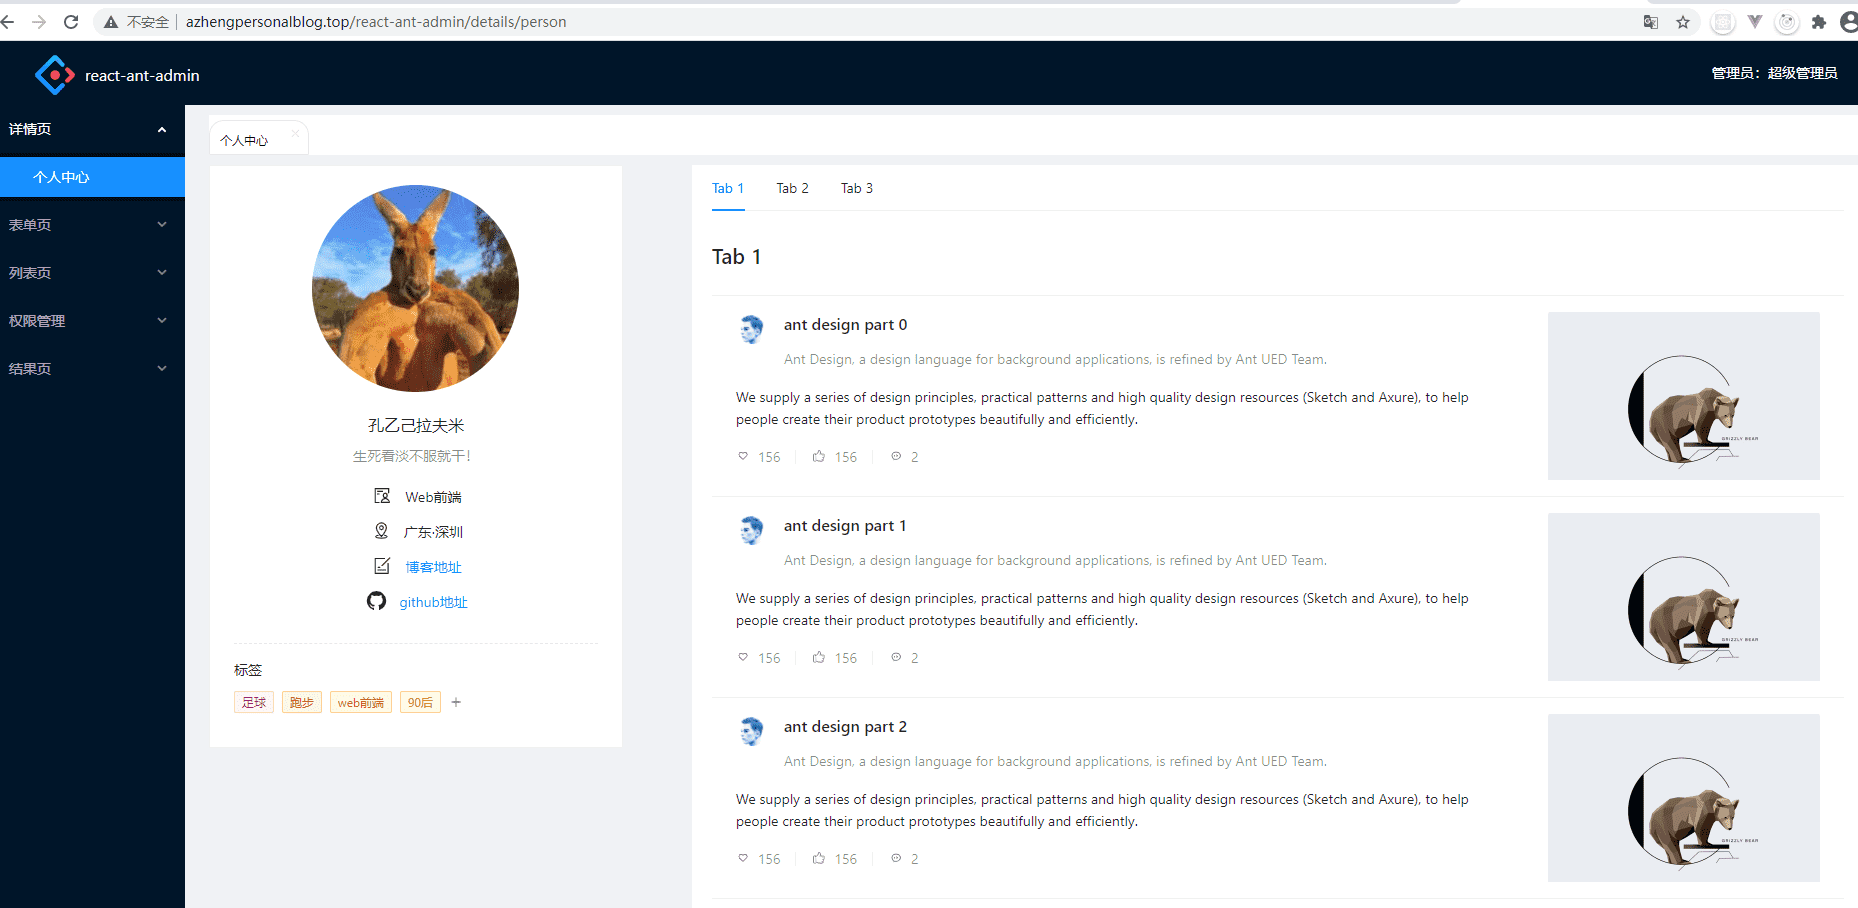 不安全 azhengpersonalblog.top/react-ant-admin/details/person
react-ant-admin
管理员：超级管理员
详情页
个人中心
表单页
列表页
权限管理
结果页
个人中心
孔乙己拉夫米
生死看淡不服就干！
Web前端
广东·深圳
博客地址
github地址
标签
足球 跑步 web前端 90后 +
Tab 1 Tab 2 Tab 3
Tab 1
ant design part 0
Ant Design, a design language for background applications, is refined by Ant UED Team.
We supply a series of design principles, practical patterns and high quality design resources (Sketch and Axure), to help
people create their product prototypes beautifully and efficiently.
156 156 2
GRIZZLY BEAR
ant design part 1
Ant Design, a design language for background applications, is refined by Ant UED Team.
We supply a series of design principles, practical patterns and high quality design resources (Sketch and Axure), to help
people create their product prototypes beautifully and efficiently.
156 156 2
GRIZZLY BEAR
ant design part 2
Ant Design, a design language for background applications, is refined by Ant UED Team.
We supply a series of design principles, practical patterns and high quality design resources (Sketch and Axure), to help
people create their product prototypes beautifully and efficiently.
156 156 2
GRIZZLY BEAR